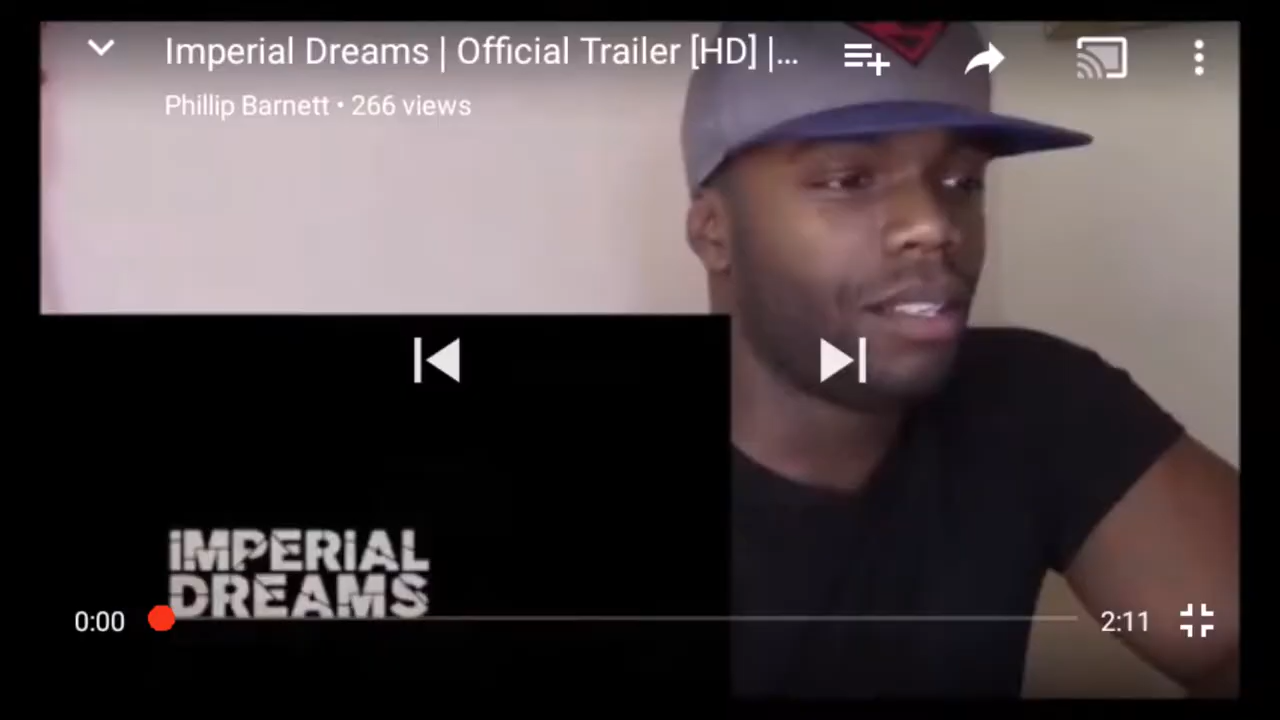 Imperial Dreams | Official Trailer [HD] |...
Phillip Barnett • 266 views
iMPERiAL
DREAMS
0:00
2:11